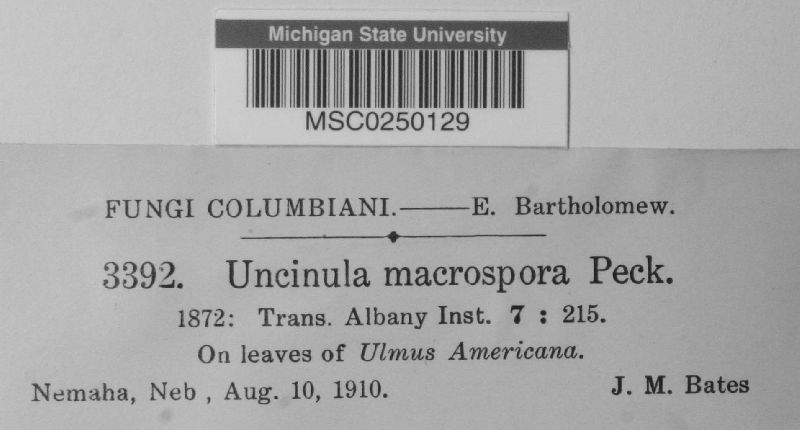 Michigan State University
MSC0250129
FUNGI COLUMBIANI.——E. Bartholomew.
3392. Uncinula macrospora Peck.
1872: Trans. Albany Inst. 7 : 215.
On leaves of Ulmus Americana.
Nemaha, Neb , Aug. 10, 1910. J. M. Bates